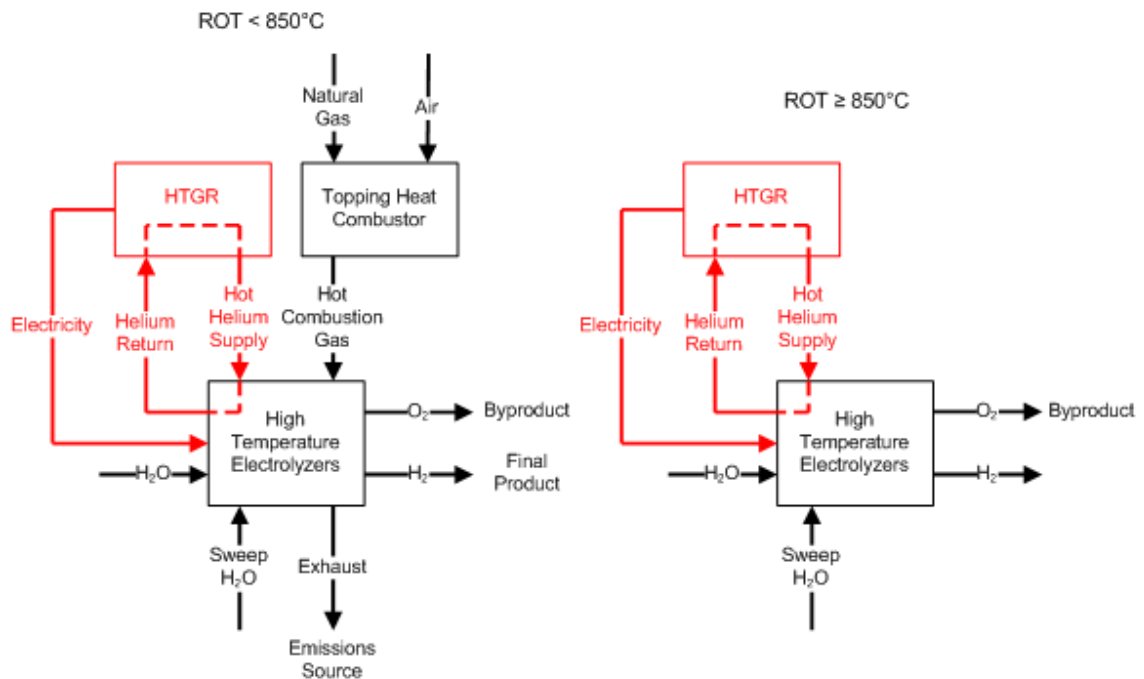 ROT < 850°C
Natural
Gas
Air
HTGR
Topping Heat
Combustor
Electricity
Helium
Return
Hot
Helium
Supply
Hot
Combustion
Gas
High
Temperature
Electrolyzers
O₂
Byproduct
H₂O
H₂
Final
Product
Sweep
H₂O
Exhaust
Emissions
Source
ROT ≥ 850°C
HTGR
Electricity
Helium
Return
Hot
Helium
Supply
High
Temperature
Electrolyzers
O₂
Byproduct
H₂O
H₂
Sweep
H₂O